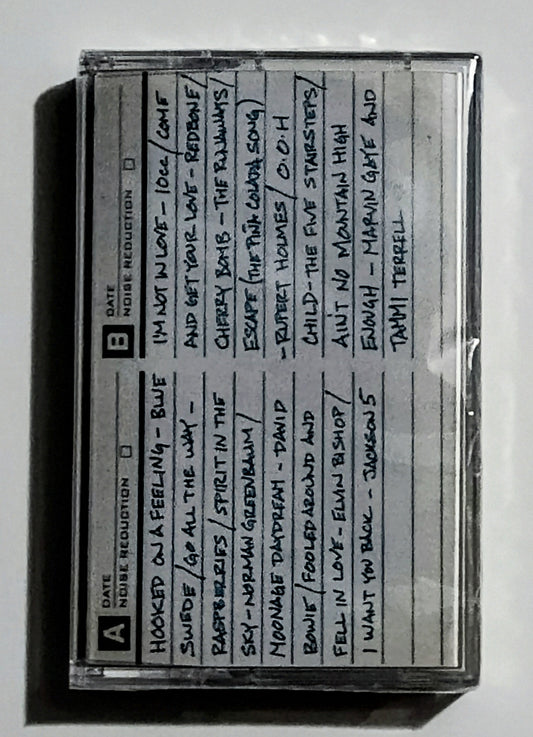 A
DATE
NOISE REDUCTION
HOOKED ON A FEELING - BLUE
SWEDE / GO ALL THE WAY -
RASPBERRIES / SPIRIT IN THE
SKY - NORMAN GREENBAUM /
MOONAGE DAYDREAM - DAVID
BOWIE / FOOLED AROUND AND
FELL IN LOVE - ELVIN BISHOP /
I WANT YOU BACK - JACKSON 5
B
DATE
NOISE REDUCTION
I'M NOT IN LOVE - 10cc / COME
AND GET YOUR LOVE - REDBONE /
CHERRY BOMB - THE RUNAWAYS /
ESCAPE (THE PIÑA COLADA SONG)
- RUPERT HOLMES / O.O.H
CHILD - THE FIVE STAIRSTEPS /
AIN'T NO MOUNTAIN HIGH
ENOUGH - MARVIN GAYE AND
TAMMI TERRELL